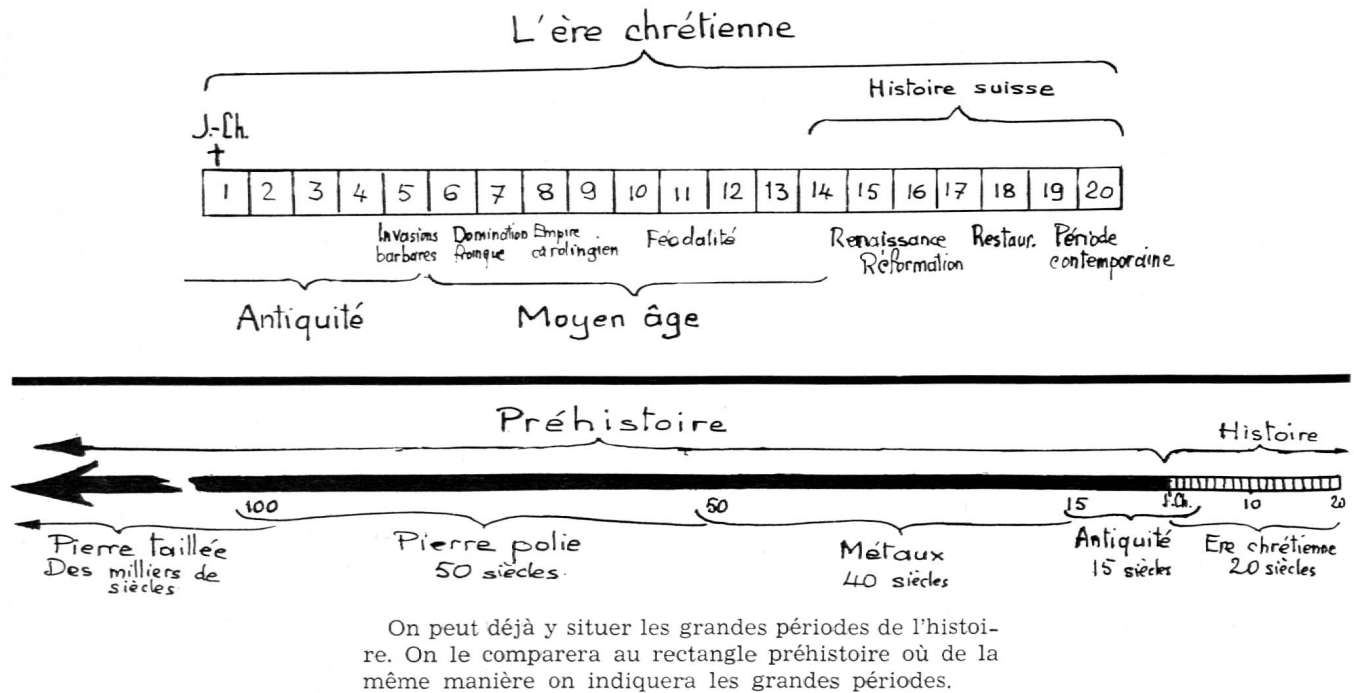 L'ère chrétienne
Histoire suisse
J.-Ch.
1 2 3 4 5 6 7 8 9 10 11 12 13 14 15 16 17 18 19 20
Invasions
barbares
Domination
franque
Empire
carolingien
Féodalité
Renaissance
Réformation
Restaur.
Période
contemporaine
Antiquité
Moyen âge
Préhistoire
Histoire
100
50
15
J.-Ch.
10
20
Pierre taillée
Des milliers de
siècles
Pierre polie
50 siècles.
Métaux
40 siècles
Antiquité
15 siècles
Ere chrétienne
20 siècles
On peut déjà y situer les grandes périodes de l'histoi-
re. On le comparera au rectangle préhistoire où de la
même manière on indiquera les grandes périodes.